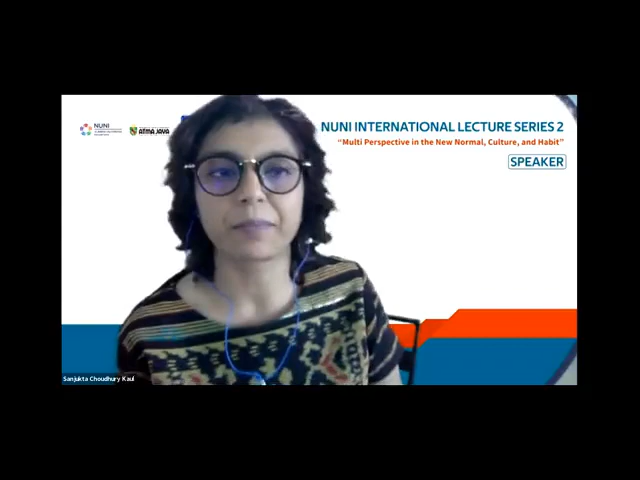 NUNI
ATMA JAYA
NUNI INTERNATIONAL LECTURE SERIES 2
"Multi Perspective in the New Normal, Culture, and Habit"
SPEAKER
Sanjukta Choudhury Kaul